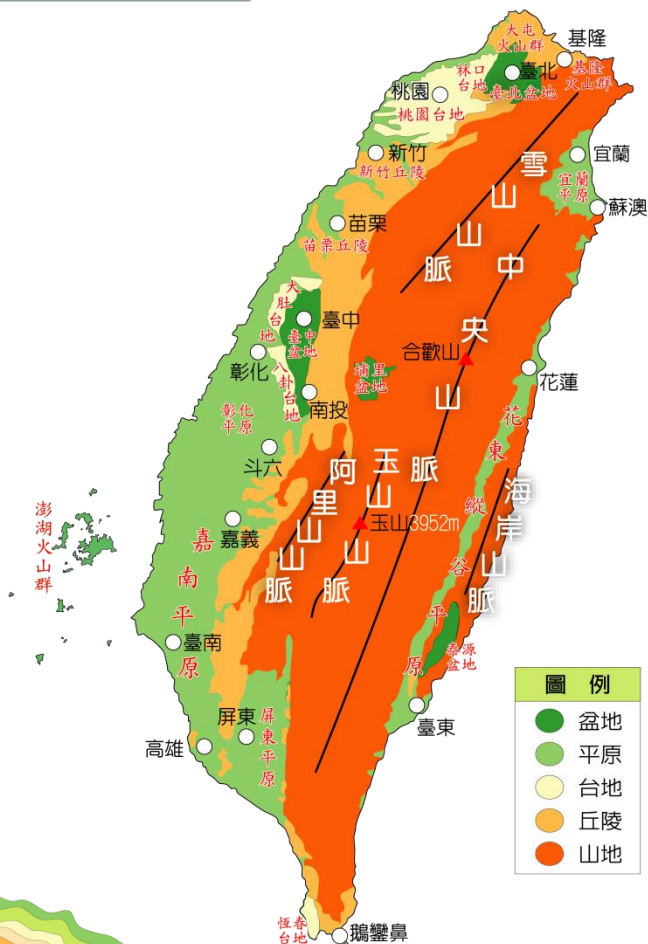 大屯
火山群
基隆
基隆
火山群
臺北
臺北盆地
林口
台地
桃園
桃園台地
新竹
新竹丘陵
宜蘭
宜蘭
平原
蘇澳
雪山山脈
苗栗
苗栗丘陵
中央山脈
大肚台地
臺中
臺中
盆地
合歡山
彰化
八卦台地
埔里
盆地
花蓮
南投
彰化
平原
花東縱谷平原
斗六
阿里山山脈
玉山山脈
海岸山脈
澎湖火山群
嘉義
玉山3952m
嘉南平原
臺南
泰源
盆地
屏東
屏東平原
高雄
臺東
恆春
台地
鵝鑾鼻
圖例
盆地
平原
台地
丘陵
山地